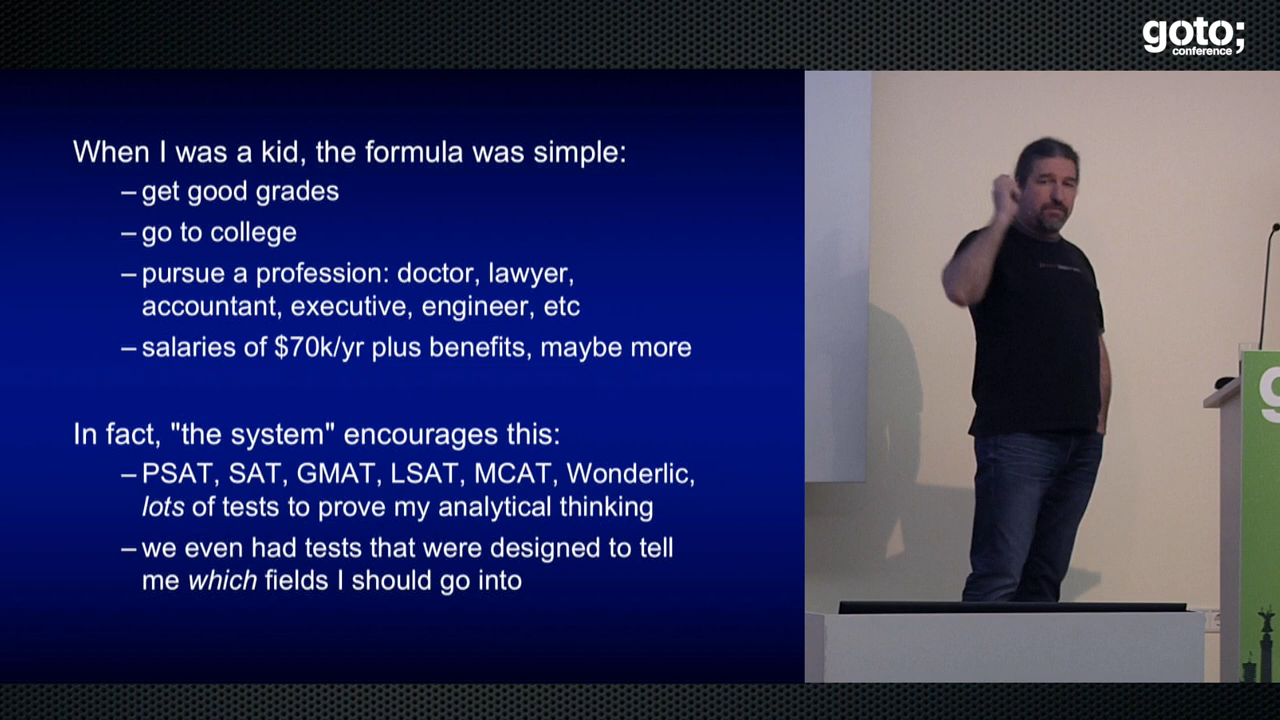 goto;
conference
When I was a kid, the formula was simple:
– get good grades
– go to college
– pursue a profession: doctor, lawyer,
accountant, executive, engineer, etc
– salaries of $70k/yr plus benefits, maybe more
In fact, "the system" encourages this:
– PSAT, SAT, GMAT, LSAT, MCAT, Wonderlic,
lots of tests to prove my analytical thinking
– we even had tests that were designed to tell
me which fields I should go into
g